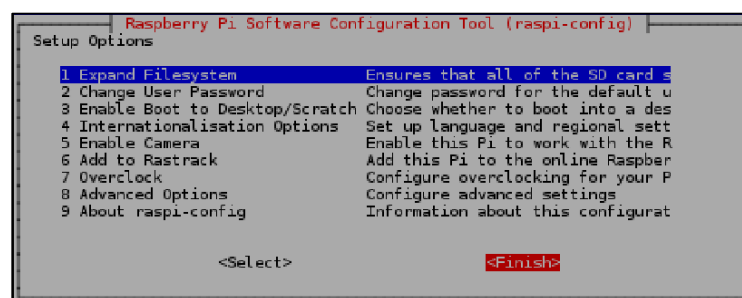 Raspberry Pi Software Configuration Tool (raspi-config)
Setup Options
1 Expand Filesystem Ensures that all of the SD card s
2 Change User Password Change password for the default u
3 Enable Boot to Desktop/Scratch Choose whether to boot into a des
4 Internationalisation Options Set up language and regional sett
5 Enable Camera Enable this Pi to work with the R
6 Add to Rastrack Add this Pi to the online Raspber
7 Overclock Configure overclocking for your P
8 Advanced Options Configure advanced settings
9 About raspi-config Information about this configurat
<Select> <Finish>